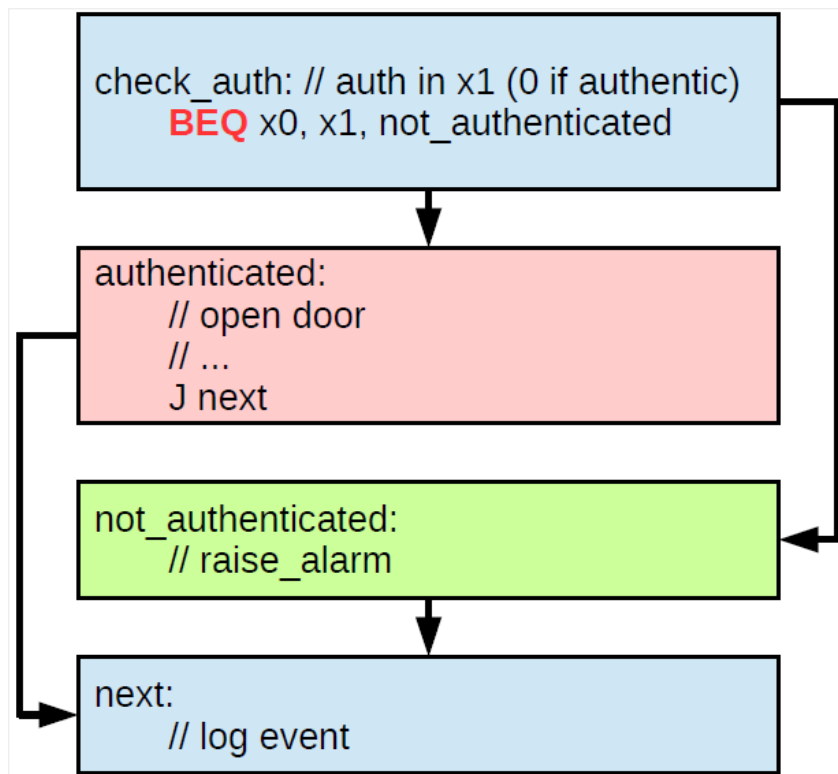 check_auth: // auth in x1 (0 if authentic)
BEQ x0, x1, not_authenticated
authenticated:
// open door
// ...
J next
not_authenticated:
// raise_alarm
next:
// log event